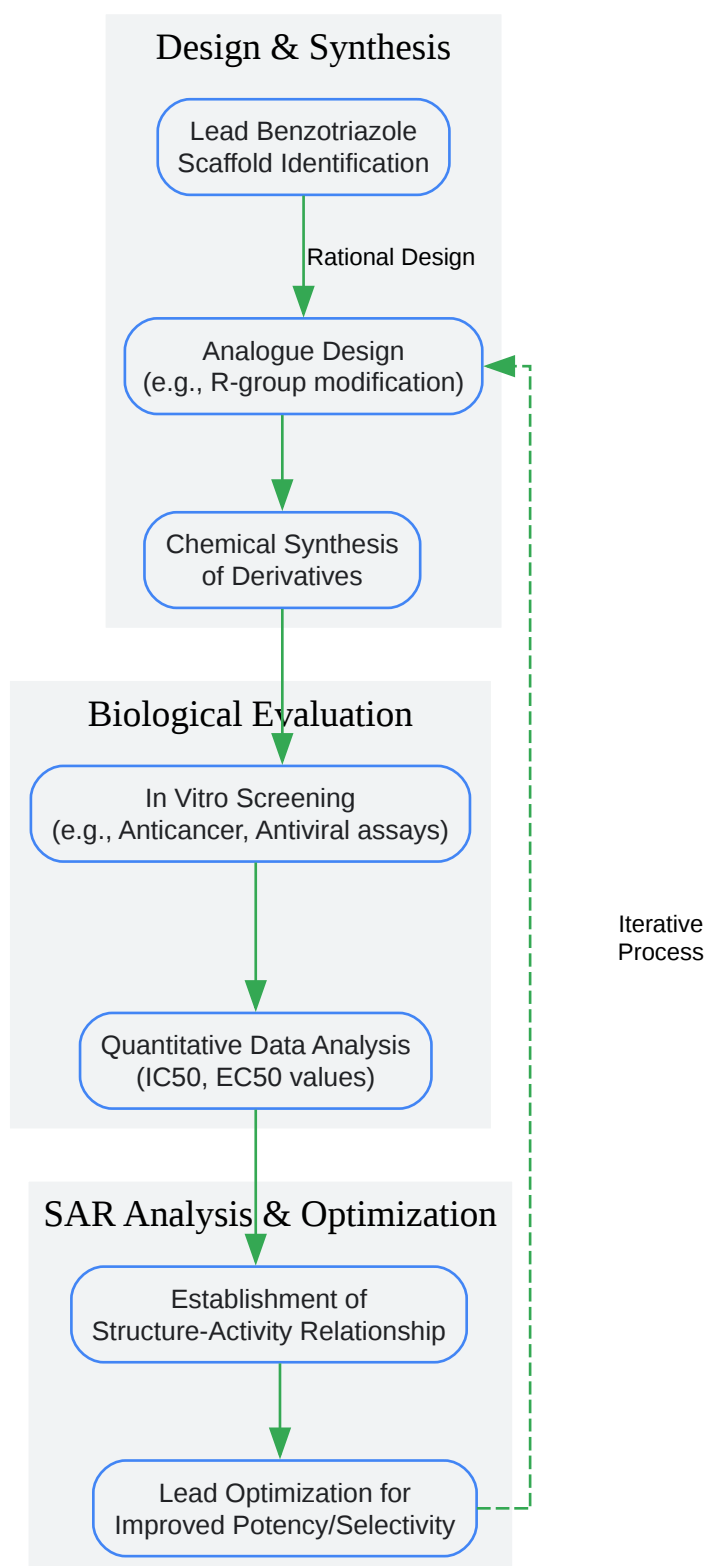 Design & Synthesis
Lead Benzotriazole
Scaffold Identification
Rational Design
Analogue Design
(e.g., R-group modification)
Chemical Synthesis
of Derivatives
Biological Evaluation
In Vitro Screening
(e.g., Anticancer, Antiviral assays)
Iterative
Process
Quantitative Data Analysis
(IC50, EC50 values)
SAR Analysis & Optimization
Establishment of
Structure-Activity Relationship
Lead Optimization for
Improved Potency/Selectivity